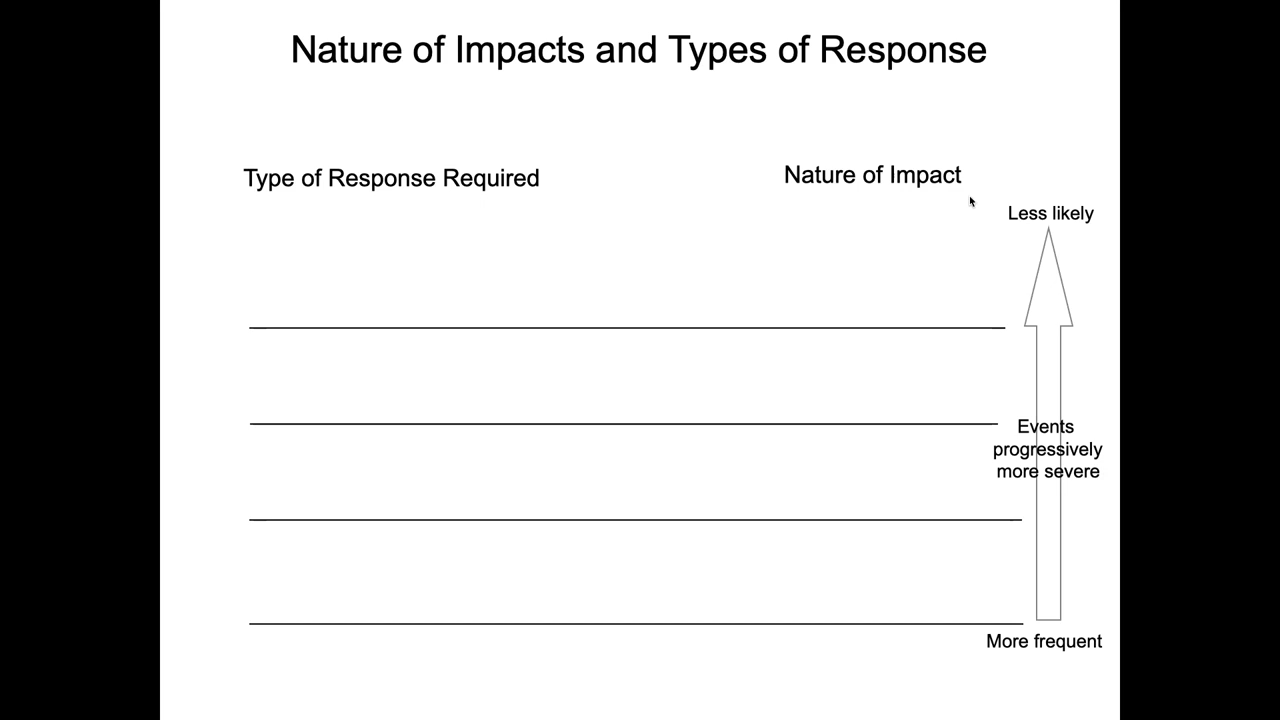 Nature of Impacts and Types of Response
Type of Response Required
Nature of Impact
Less likely
Events
progressively
more severe
More frequent